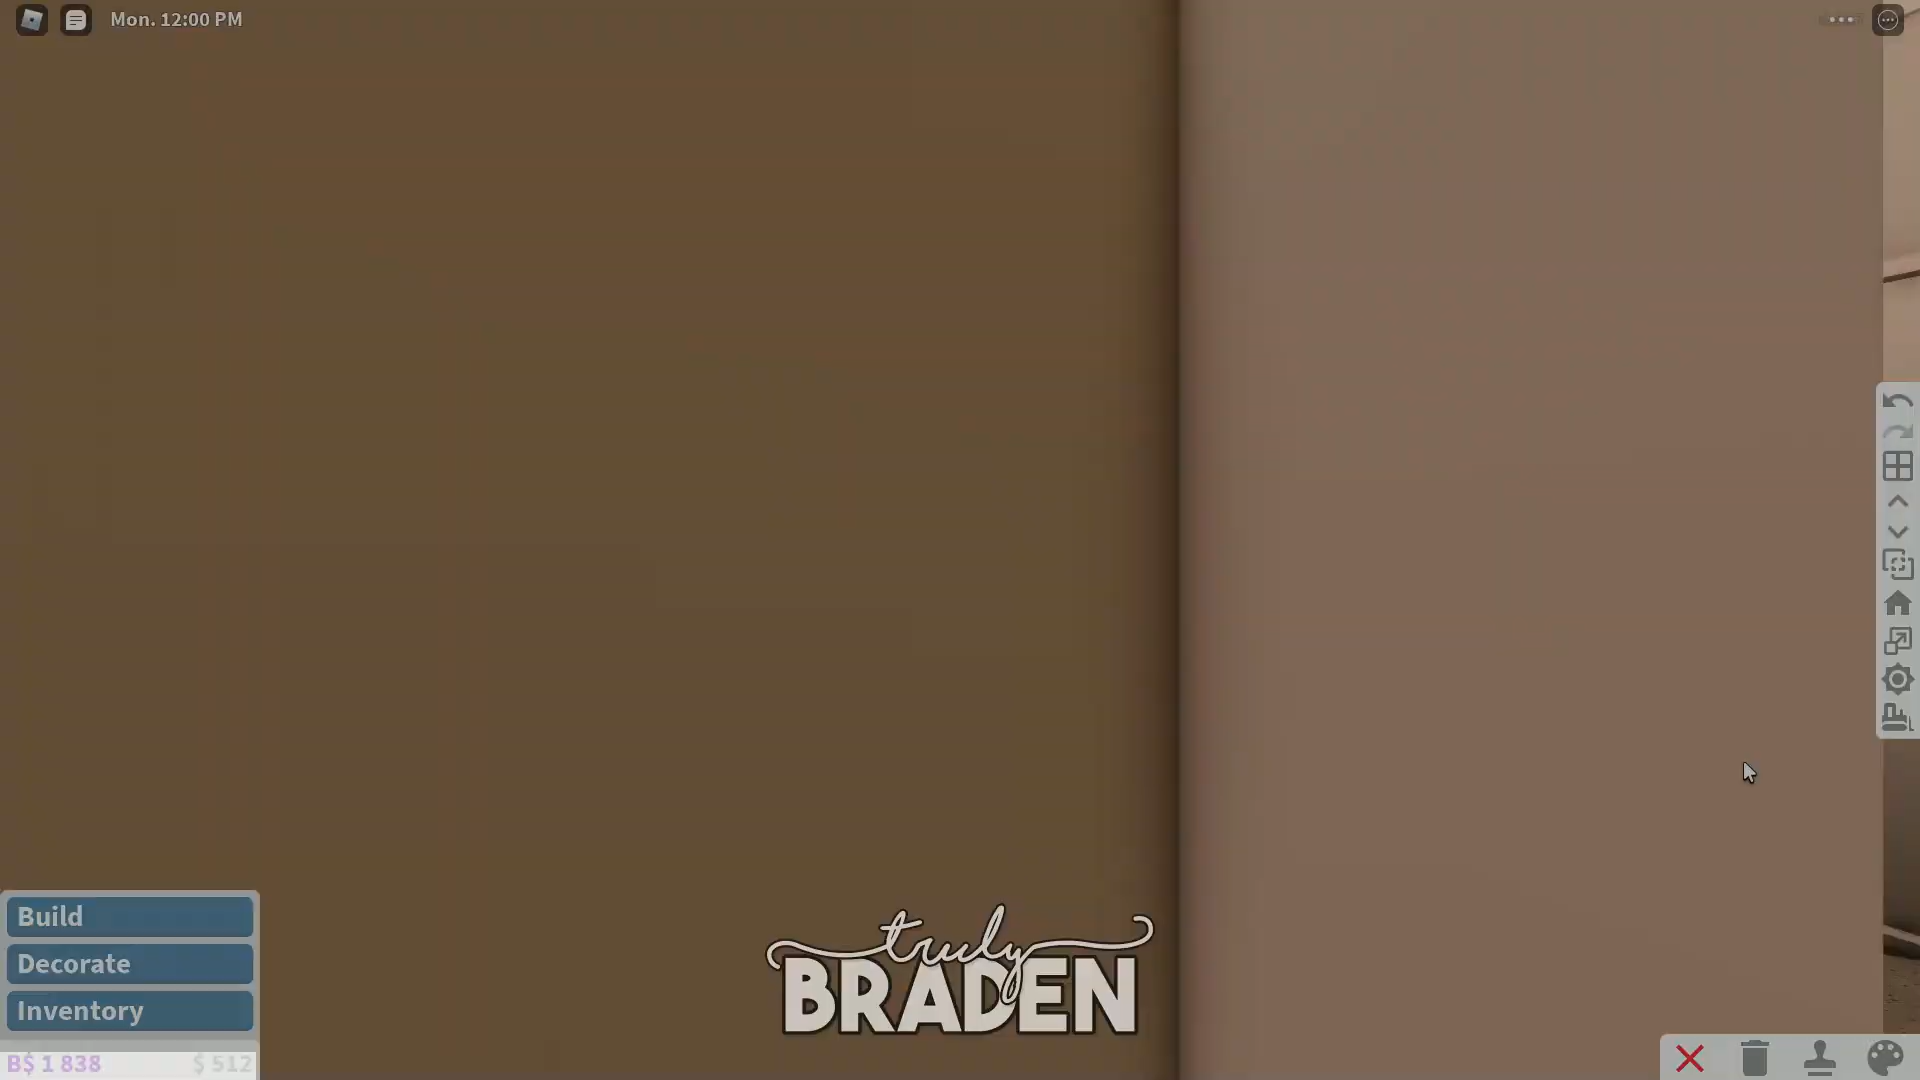 Mon. 12:00 PM
truly
BRADEN
Build
Decorate
Inventory
B$ 1 838
$ 512